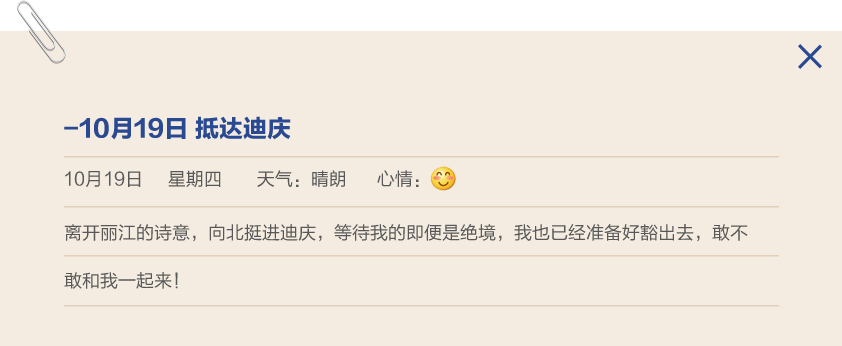 –10月19日 抵达迪庆
10月19日 星期四 天气：晴朗 心情：😊
离开丽江的诗意，向北挺进迪庆，等待我的即便是绝境，我也已经准备好豁出去，敢不
敢和我一起来！